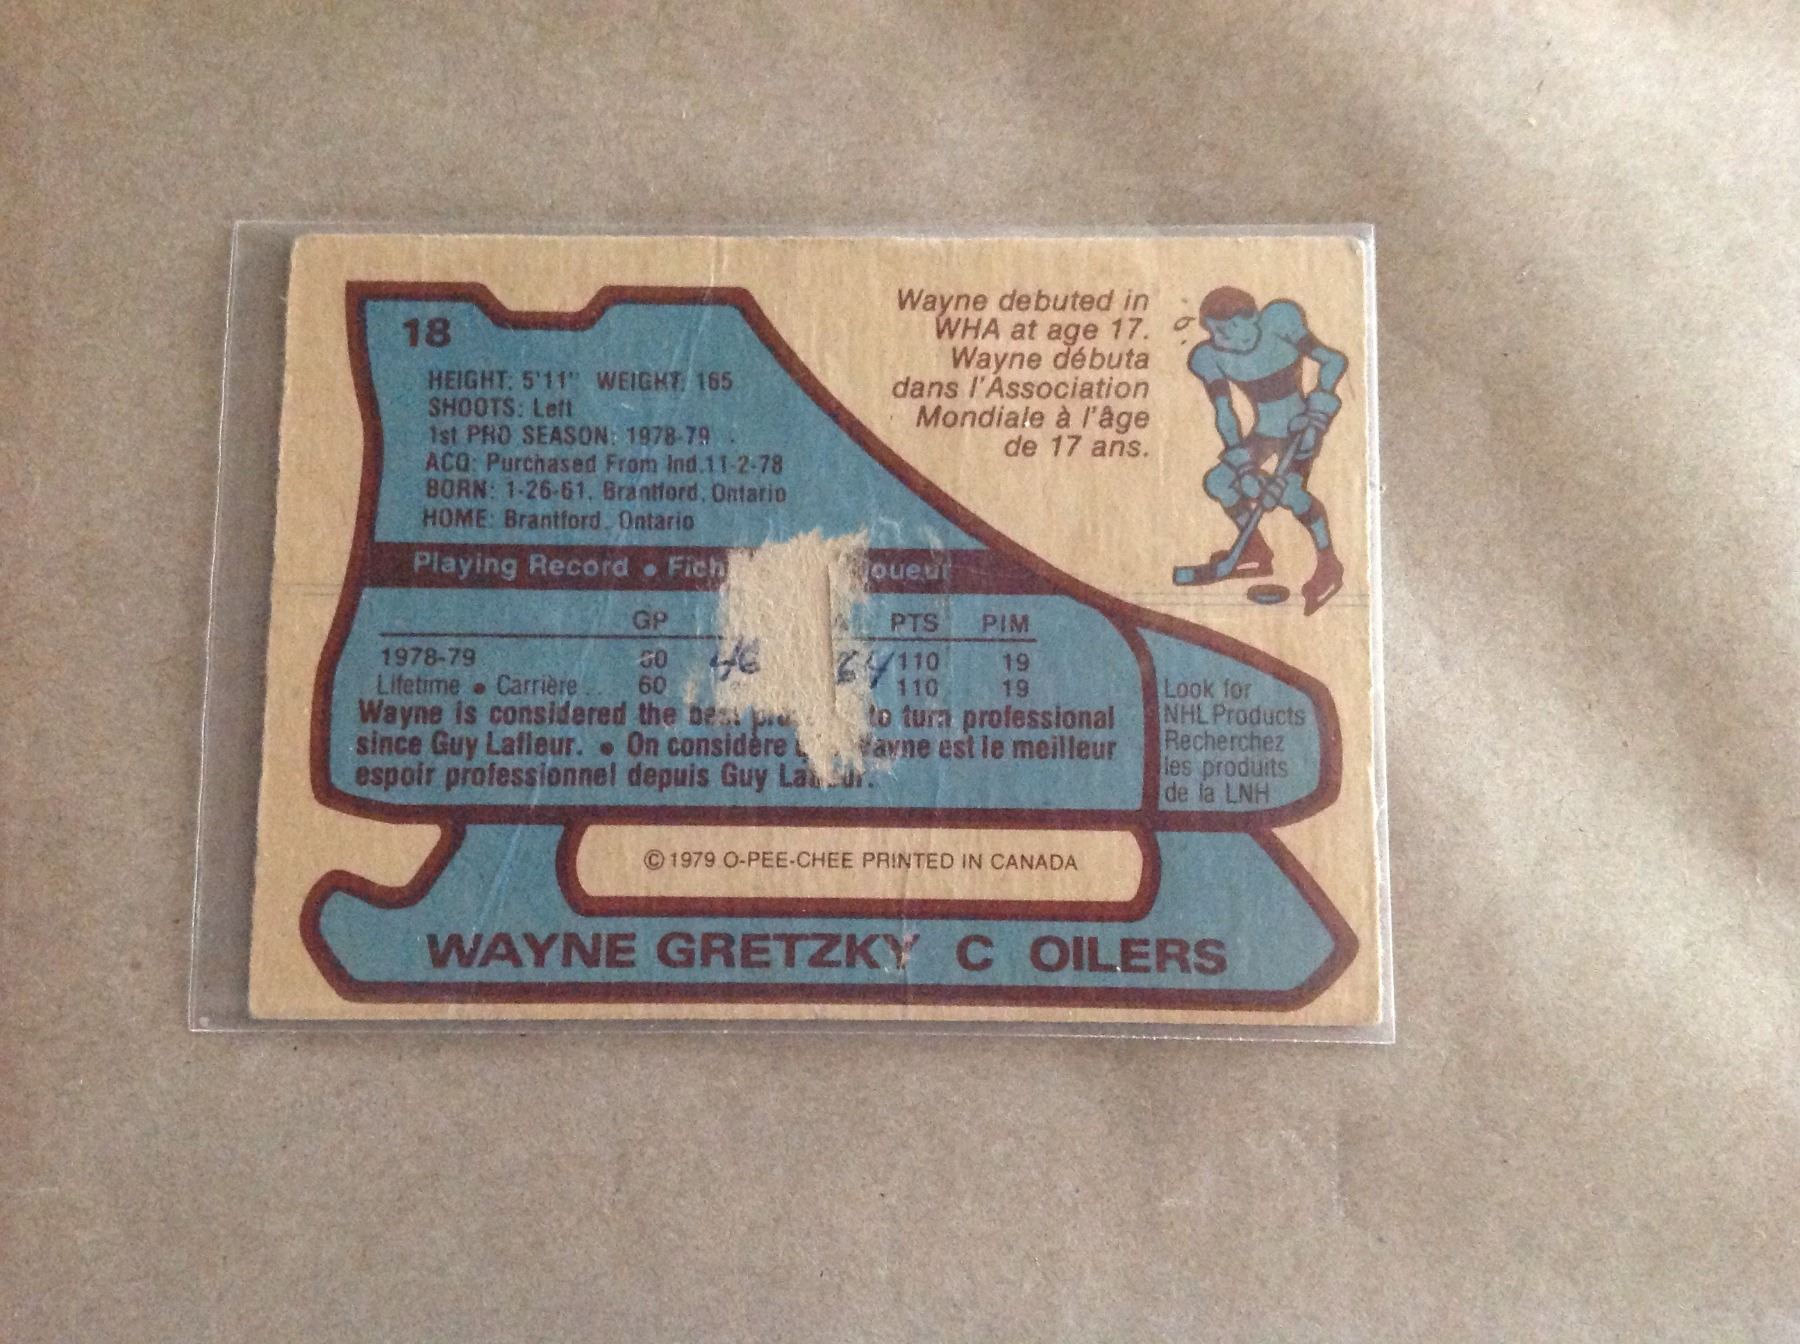 18
HEIGHT: 5'11" WEIGHT: 165
SHOOTS: Left
1st PRO SEASON: 1978-79
ACQ: Purchased From Ind.11-2-78
BORN: 1-26-61, Brantford, Ontario
HOME: Brantford, Ontario
Wayne debuted in
WHA at age 17.
Wayne débuta
dans l'Association
Mondiale à l'âge
de 17 ans.
Playing Record • Fich oueur
GP PTS PIM
1978-79 60 46 64 110 19
Lifetime • Carrière... 60 110 19
Wayne is considered the to turn professional
since Guy Lafleur. • On considère Wayne est le meilleur
espoir professionnel depuis Guy
Look for
NHL Products
Recherchez
les produits
de la LNH
© 1979 O-PEE-CHEE PRINTED IN CANADA
WAYNE GRETZKY C OILERS